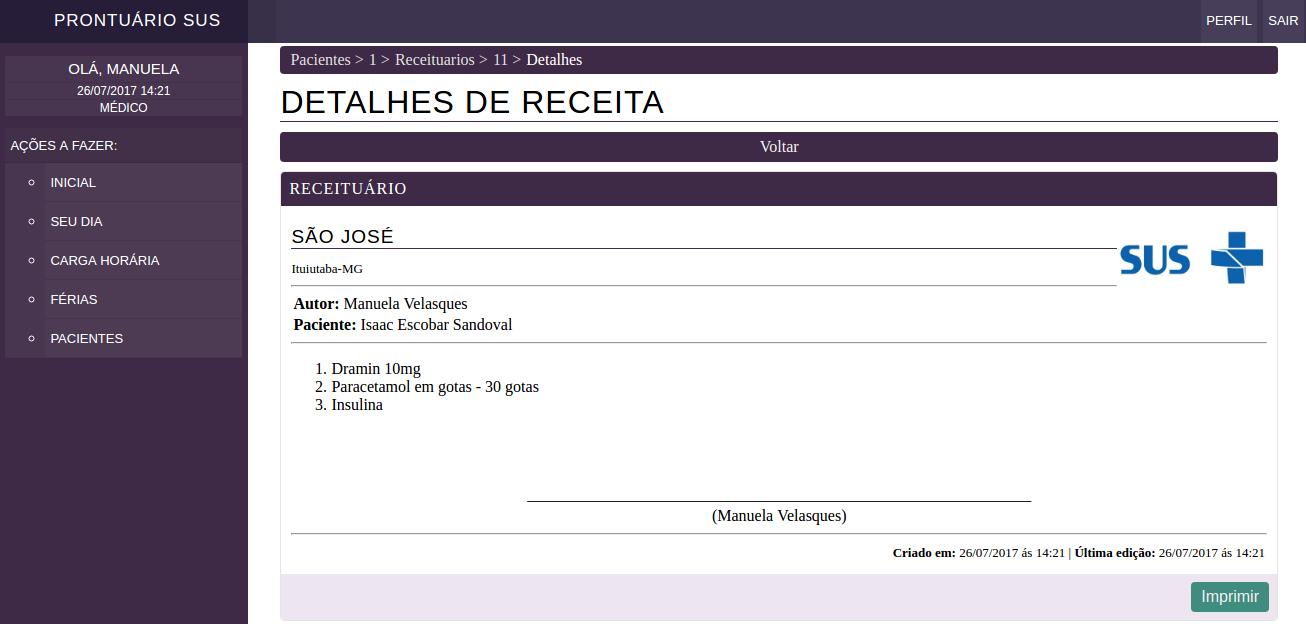 PRONTUÁRIO SUS
PERFIL SAIR
OLÁ, MANUELA
26/07/2017 14:21
MÉDICO
AÇÕES A FAZER:
INICIAL
SEU DIA
CARGA HORÁRIA
FÉRIAS
PACIENTES
Pacientes > 1 > Receituarios > 11 > Detalhes
DETALHES DE RECEITA
Voltar
RECEITUÁRIO
SÃO JOSÉ
SUS
Ituiutaba-MG
Autor: Manuela Velasques
Paciente: Isaac Escobar Sandoval
1. Dramin 10mg
2. Paracetamol em gotas - 30 gotas
3. Insulina
(Manuela Velasques)
Criado em: 26/07/2017 ás 14:21 | Última edição: 26/07/2017 ás 14:21
Imprimir